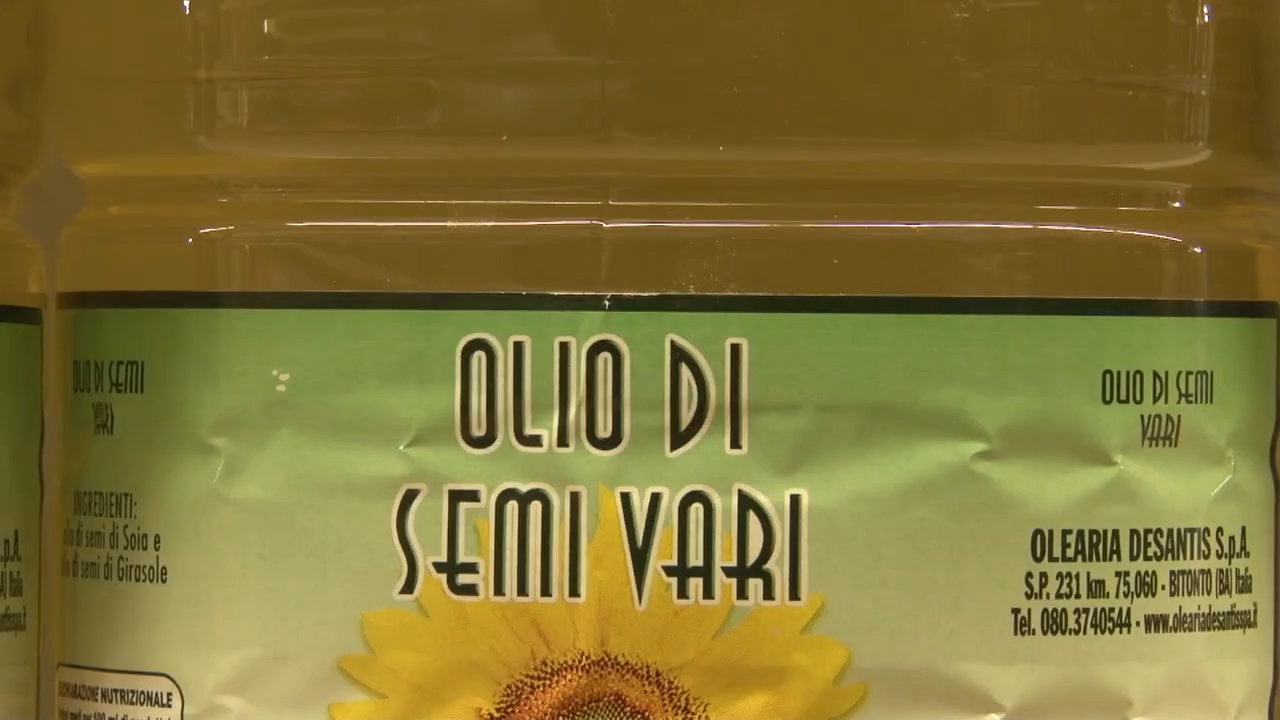 OLIO DI
SEMI VARI
OLIO DI SEMI
VARI
INGREDIENTI:
olio di semi di Soia e
olio di semi di Girasole
DICHIARAZIONE NUTRIZIONALE
OLIO DI SEMI
VARI
OLEARIA DESANTIS S.p.A.
S.P. 231 km. 75,060 - BITONTO (BA) Italia
Tel. 080.3740544 - www.oleariadesantisspa.it
.p.A.
Italia